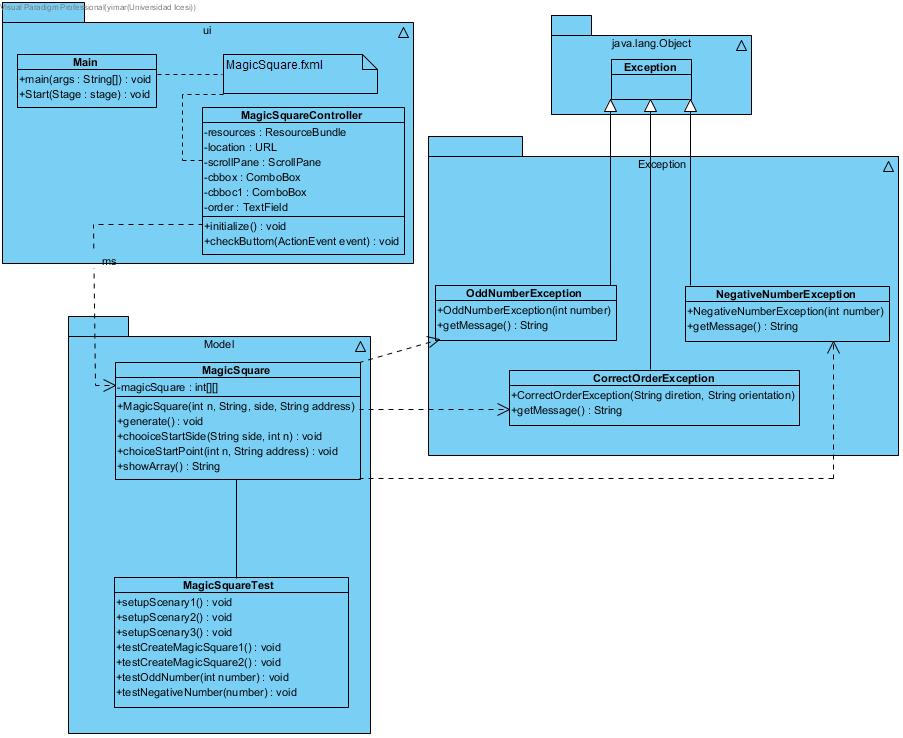 Visual Paradigm Professional(yimar(Universidad Icesi))
ui
Main
+main(args : String[]) : void
+Start(Stage : stage) : void
MagicSquare.fxml
MagicSquareController
-resources : ResourceBundle
-location : URL
-scrollPane : ScrollPane
-cbbox : ComboBox
-cbboc1 : ComboBox
-order : TextField
+initialize() : void
+checkButtom(ActionEvent event) : void
ms
java.lang.Object
Exception
Exception
OddNumberException
+OddNumberException(int number)
+getMessage() : String
NegativeNumberException
+NegativeNumberException(int number)
+getMessage() : String
CorrectOrderException
+CorrectOrderException(String diretion, String orientation)
+getMessage() : String
Model
MagicSquare
-magicSquare : int[][]
+MagicSquare(int n, String, side, String address)
+generate() : void
+chooiceStartSide(String side, int n) : void
+choiceStartPoint(int n, String address) : void
+showArray() : String
MagicSquareTest
+setupScenary1() : void
+setupScenary2() : void
+setupScenary3() : void
+testCreateMagicSquare1() : void
+testCreateMagicSquare2() : void
+testOddNumber(int number) : void
+testNegativeNumber(number) : void